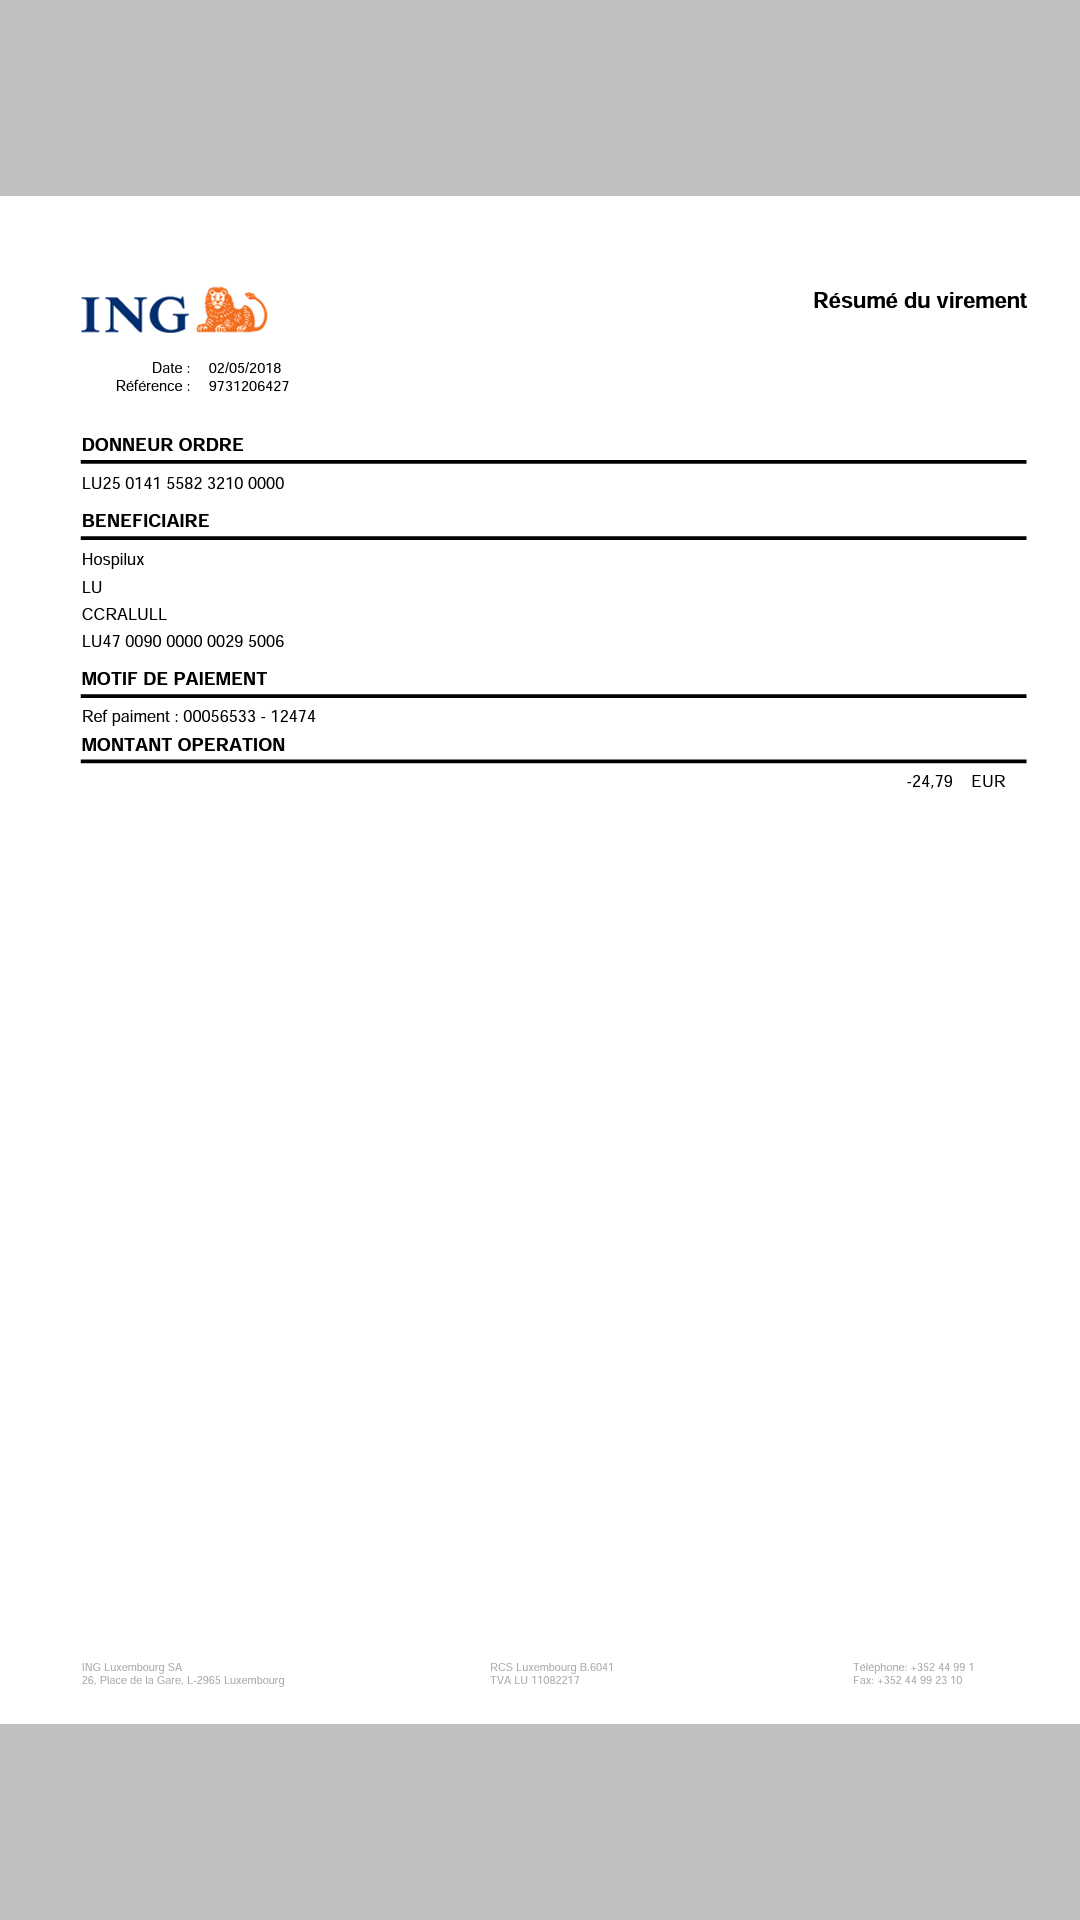 ING
Résumé du virement
Date : 02/05/2018
Référence : 9731206427
DONNEUR ORDRE
LU25 0141 5582 3210 0000
BENEFICIAIRE
Hospilux
LU
CCRALULL
LU47 0090 0000 0029 5006
MOTIF DE PAIEMENT
Ref paiment : 00056533 - 12474
MONTANT OPERATION
-24,79 EUR
ING Luxembourg SA RCS Luxembourg B.6041 Téléphone: +352 44 99 1
26, Place de la Gare, L-2965 Luxembourg TVA LU 11082217 Fax: +352 44 99 23 10